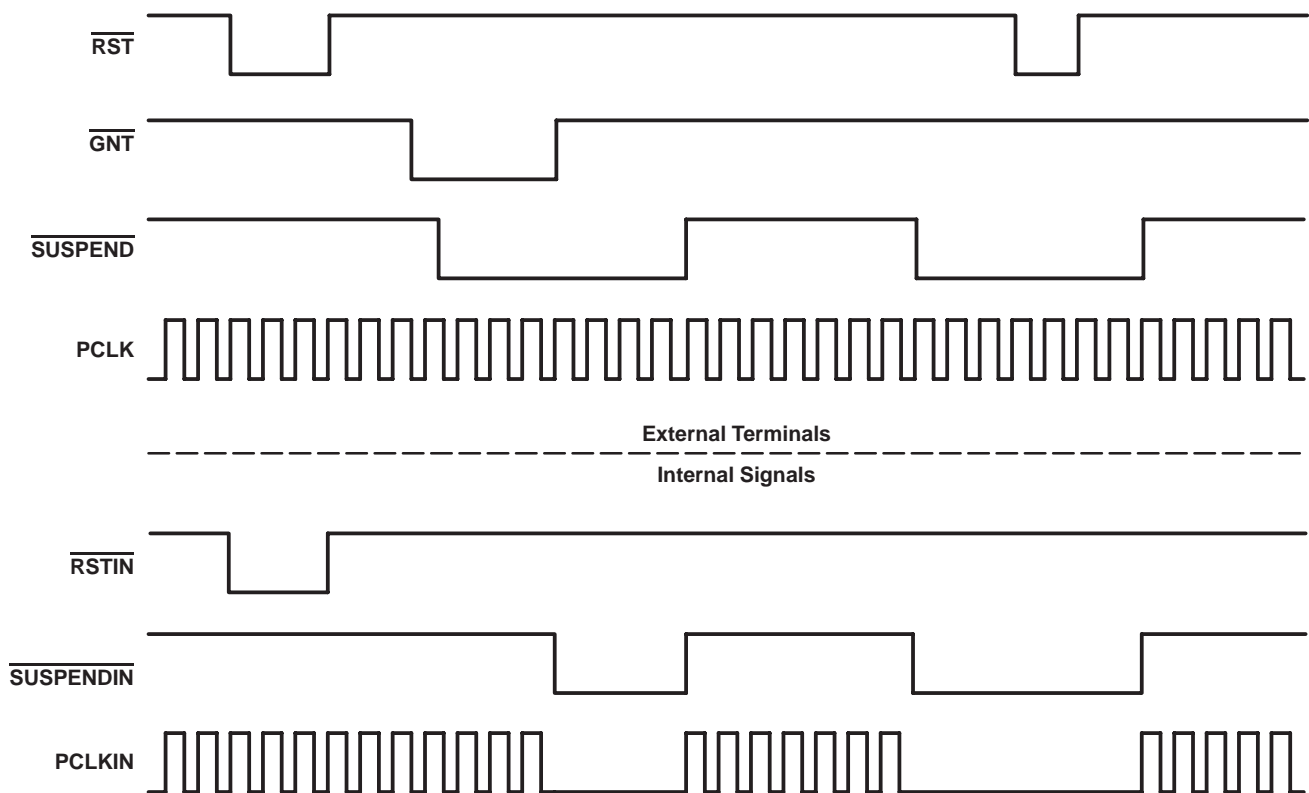 RST
GNT
SUSPEND
PCLK
External Terminals
Internal Signals
RSTIN
SUSPENDIN
PCLKIN